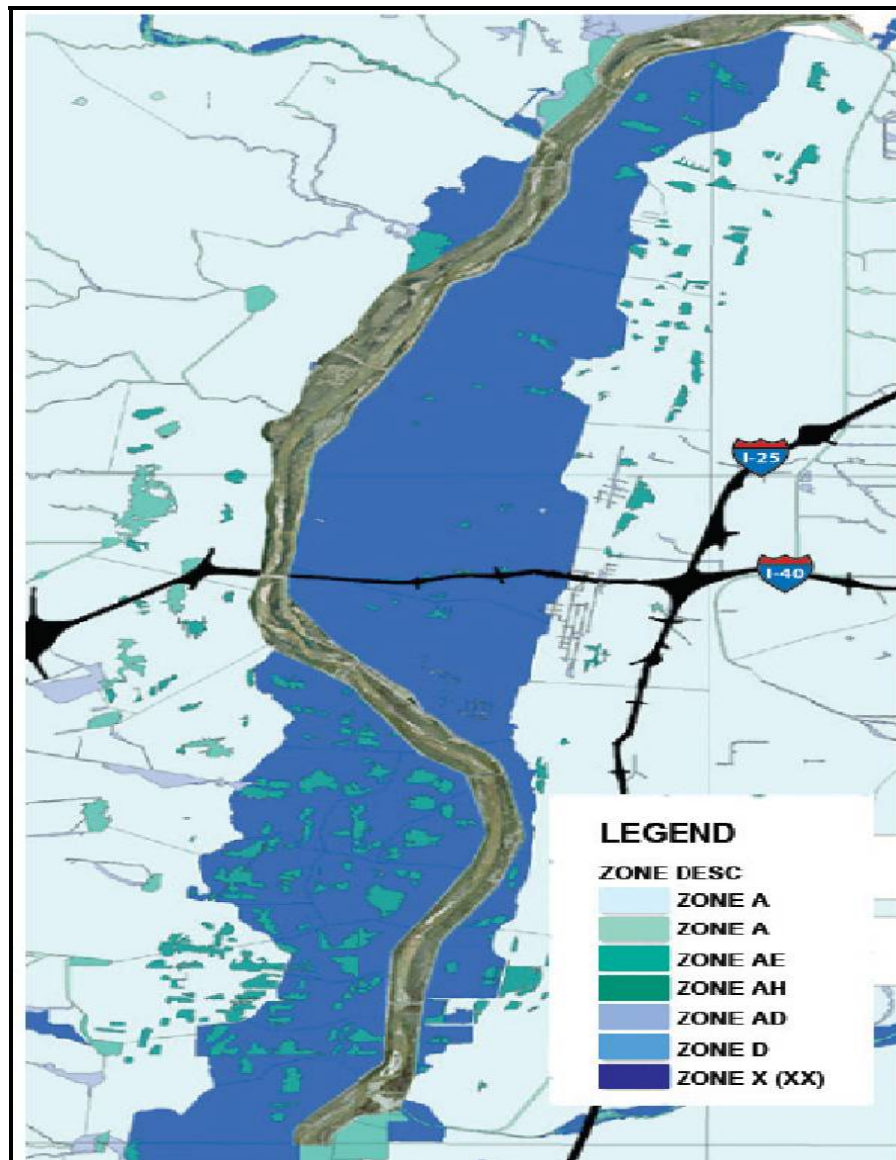 I-25
I-40
LEGEND
ZONE DESC
ZONE A
ZONE A
ZONE AE
ZONE AH
ZONE AD
ZONE D
ZONE X (XX)